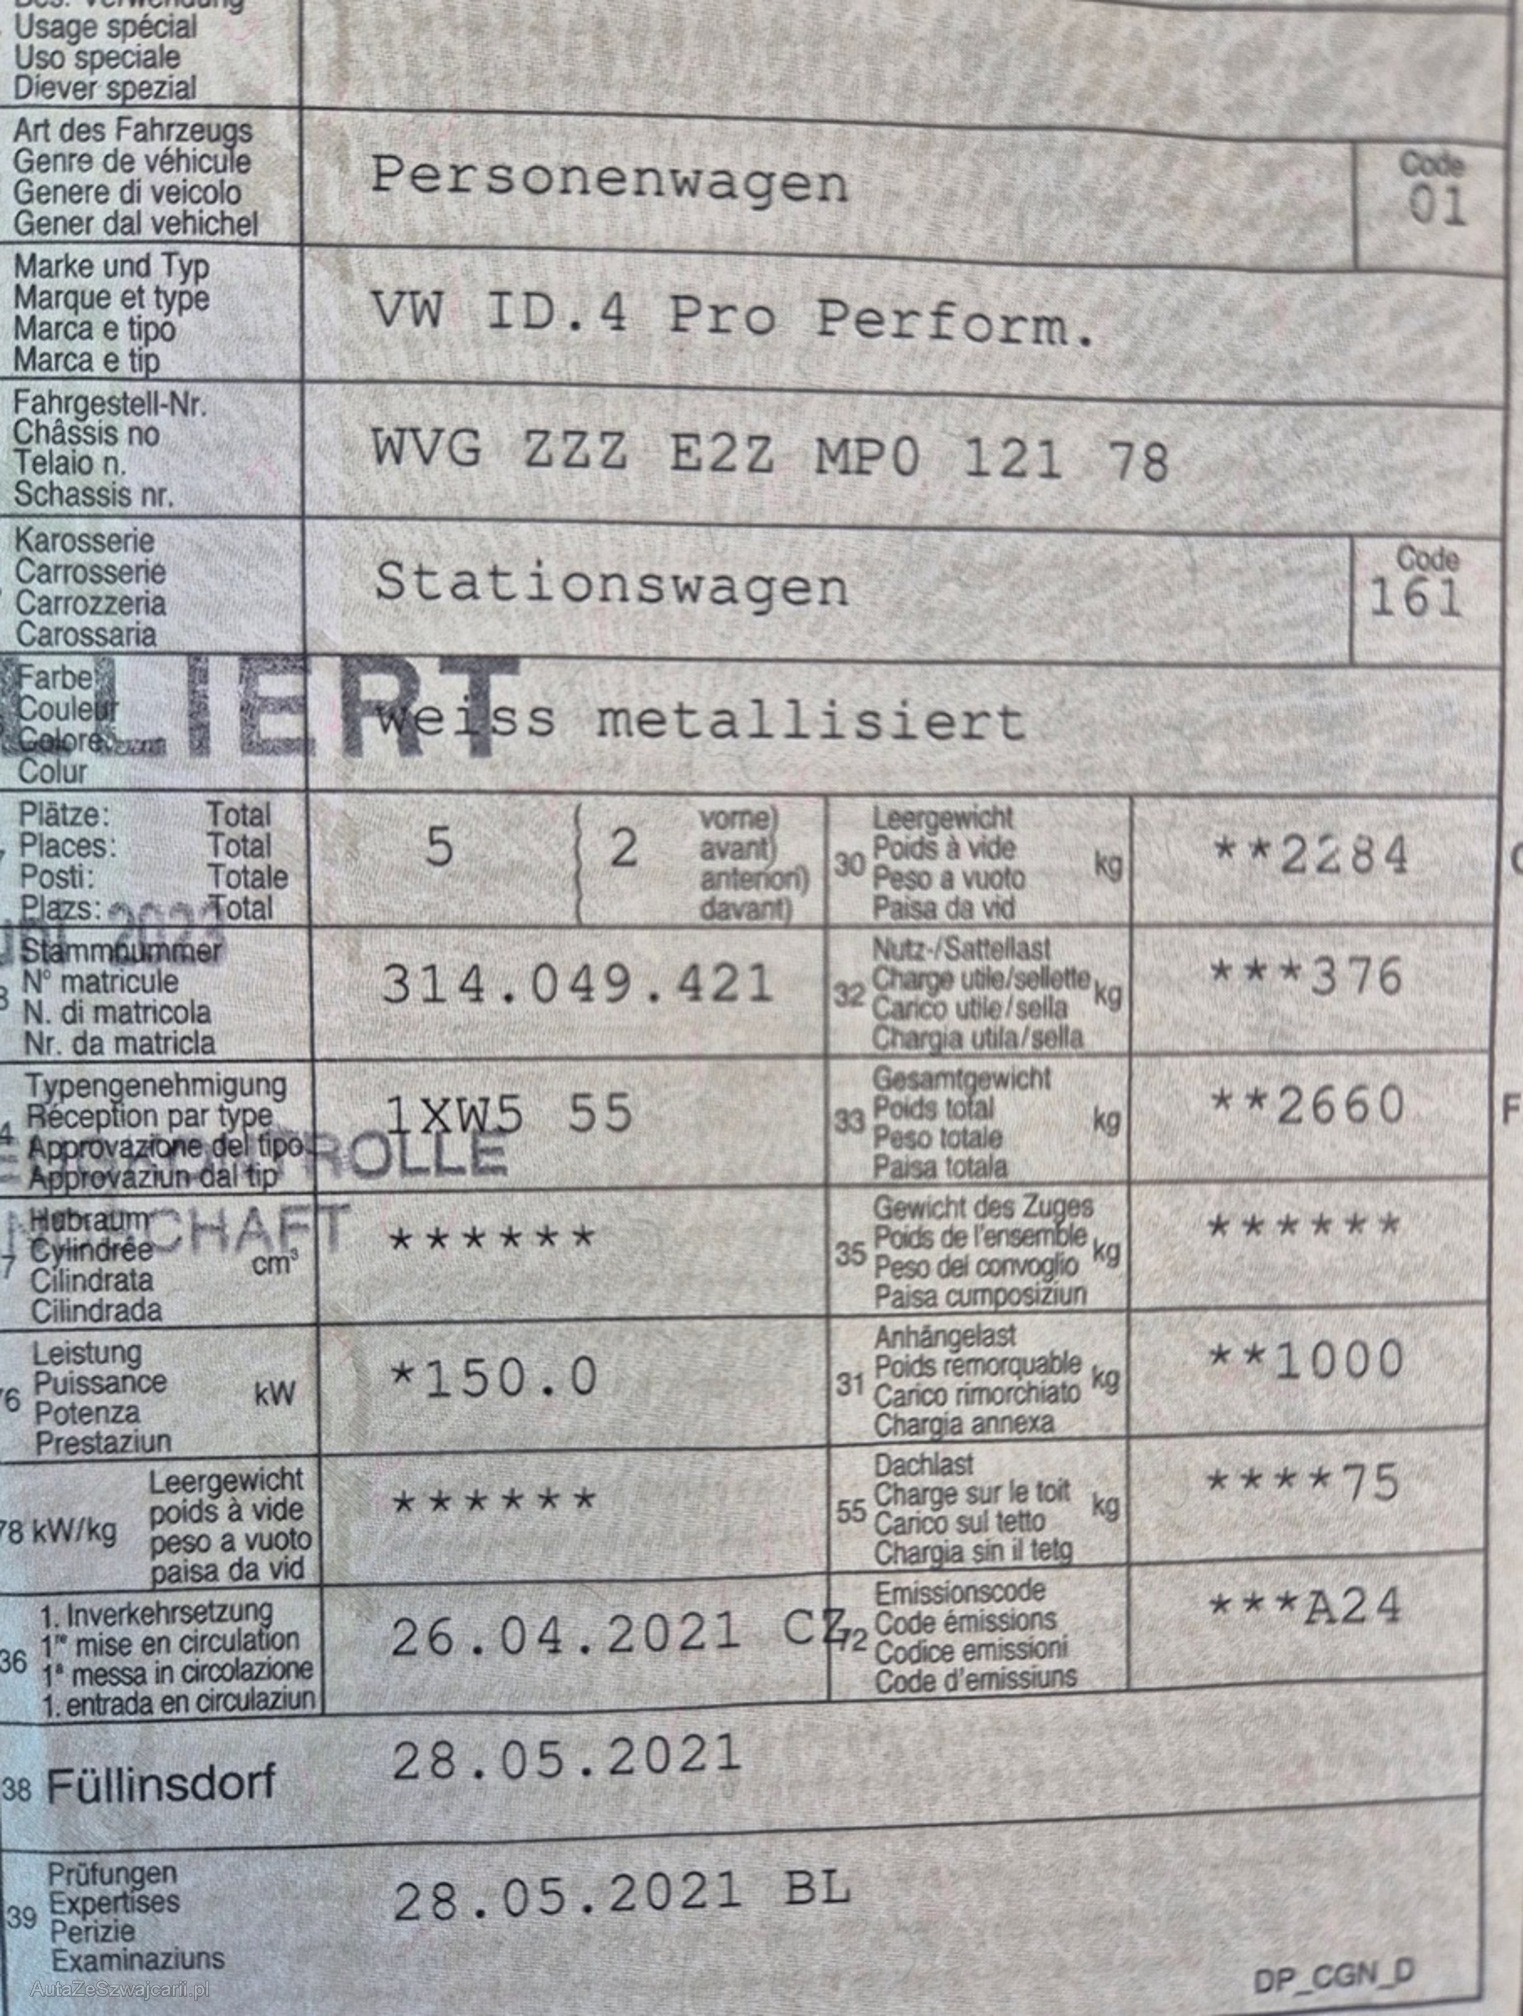 Usage spécial
Uso speciale
Diever spezial
Art des Fahrzeugs
Genre de véhicule
Genere di veicolo
Gener dal vehichel
Personenwagen
Code
01
Marke und Typ
Marque et type
Marca e tipo
Marca e tip
VW ID.4 Pro Perform.
Fahrgestell-Nr.
Châssis no
Telaio n.
Schassis nr.
WVG ZZZ E2Z MP0 121 78
Karosserie
Carrosserie
Carrozzeria
Carossaria
Stationswagen
Code
161
LIERT
Farbe
Couleur
Colore
Colur
weiss metallisiert
Plätze: Total
Places: Total
Posti: Totale
Plazs: Total
5
2
vorne)
avant)
anteriori)
davant)
30
Leergewicht
Poids à vide
Peso a vuoto
Paisa da vid
kg
**2284
2023
Stammnummer
N° matricule
N. di matricola
Nr. da matricla
314.049.421
32
Nutz-/Sattellast
Charge utile/sellette
Carico utile/sella
Chargia utila/sella
kg
***376
Typengenehmigung
Réception par type
Approvazione del tipo
Approvaziun dal tip
1XW5 55
33
Gesamtgewicht
Poids total
Peso totale
Paisa totala
kg
**2660
F
KONTROLLE
SCHAFT
7
Hubraum
Cylindrée
Cilindrata
Cilindrada
cm³
******
35
Gewicht des Zuges
Poids de l'ensemble
Peso del convoglio
Paisa cumposiziun
kg
******
76
Leistung
Puissance
Potenza
Prestaziun
kW
*150.0
31
Anhängelast
Poids remorquable
Carico rimorchiato
Chargia annexa
kg
**1000
78 kW/kg
Leergewicht
poids à vide
peso a vuoto
paisa da vid
******
55
Dachlast
Charge sur le toit
Carico sul tetto
Chargia sin il tetg
kg
****75
36
1. Inverkehrsetzung
1re mise en circulation
1ª messa in circolazione
1. entrada en circulaziun
26.04.2021 CZ
72
Emissionscode
Code émissions
Codice emissioni
Code d'emissiuns
***A24
38 Füllinsdorf
28.05.2021
39
Prüfungen
Expertises
Perizie
Examinaziuns
28.05.2021 BL
AutaZeSzwajcarii.pl
DP_CGN_D